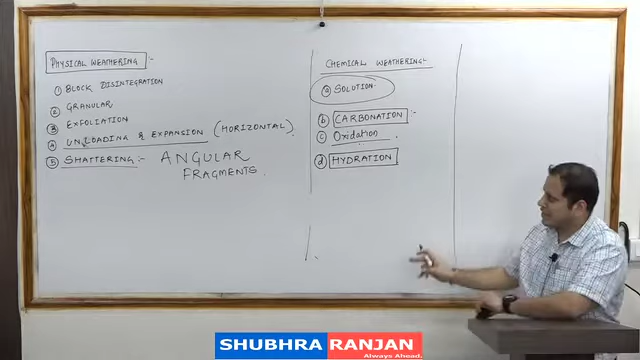 PHYSICAL WEATHERING :-
① BLOCK DISINTEGRATION
② GRANULAR
③ EXFOLIATION
④ UNLOADING & EXPANSION (HORIZONTAL).
⑤ SHATTERING :- ANGULAR
FRAGMENTS.
CHEMICAL WEATHERING:-
ⓐ SOLUTION.
ⓑ CARBONATION :-
ⓒ Oxidation .
ⓓ HYDRATION
SHUBHRA RANJAN
Always Ahead.